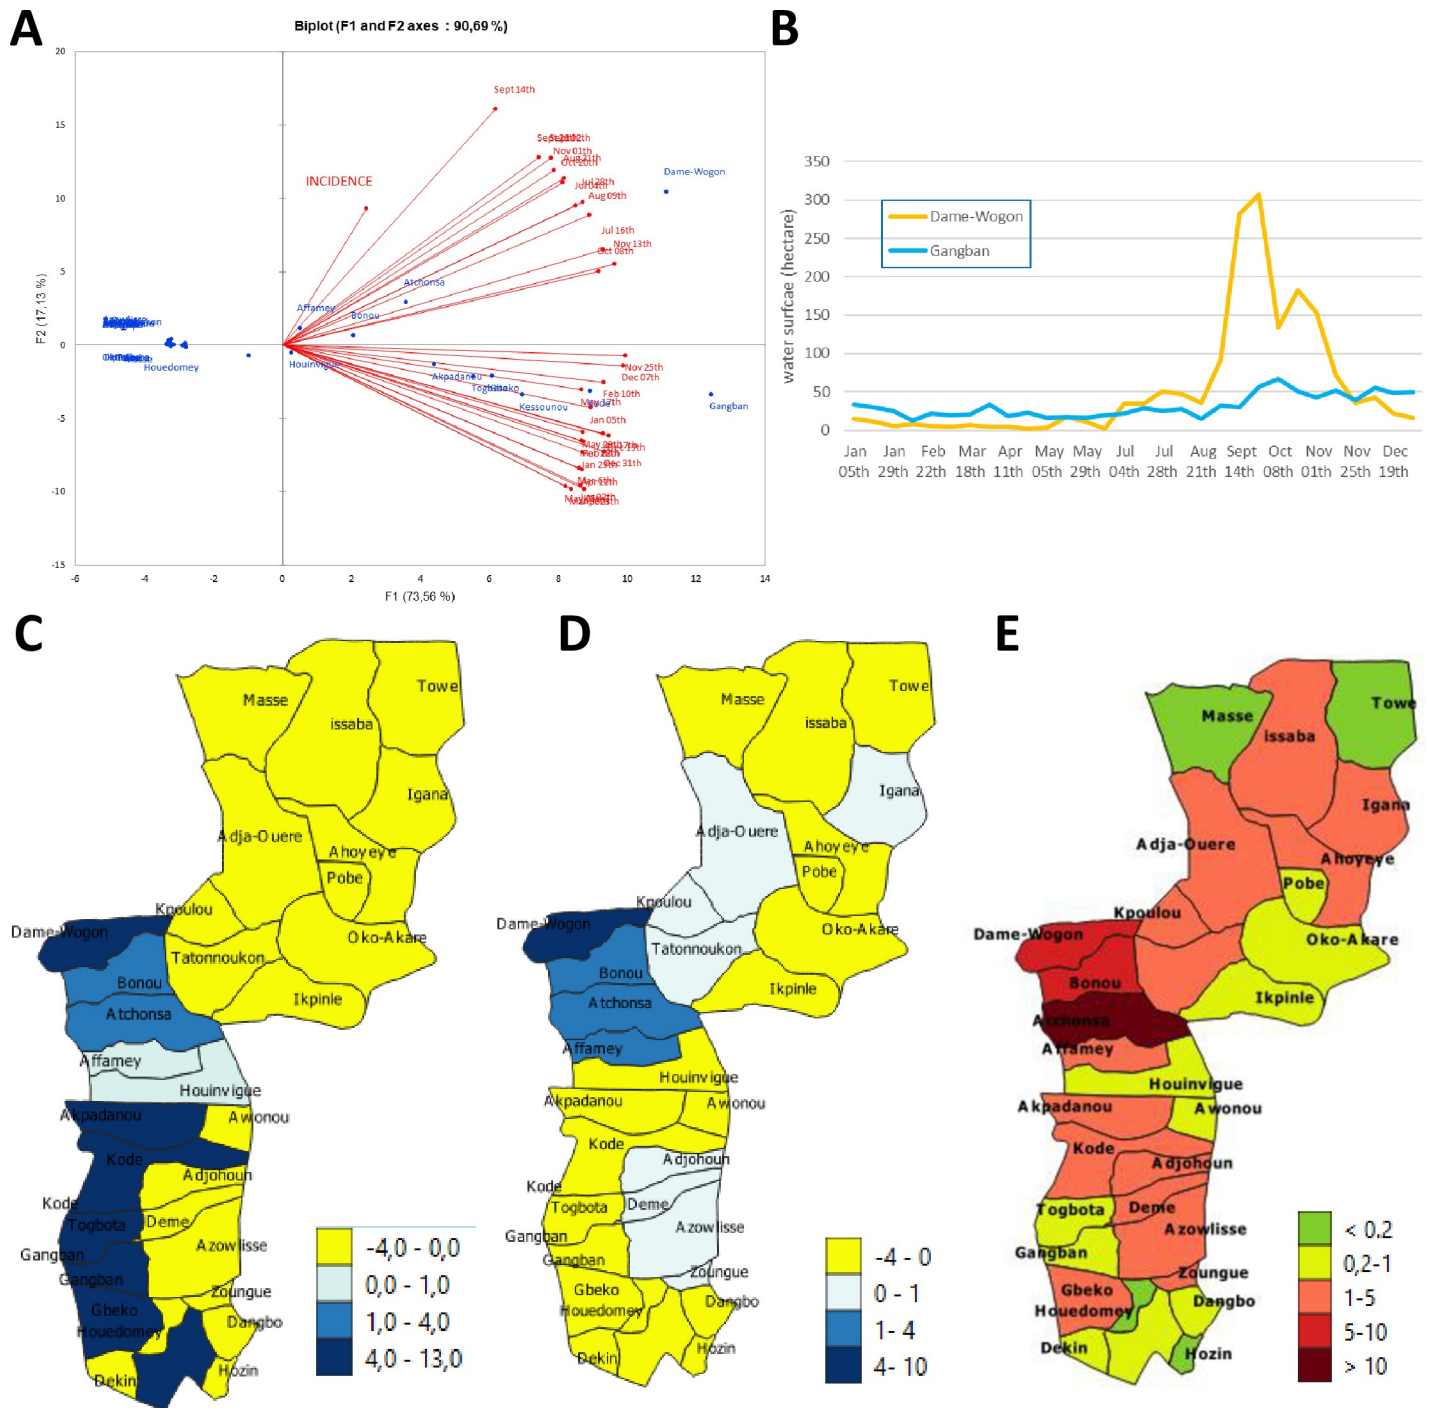 A
Biplot (F1 and F2 axes : 90,69 %)
20
15
10
5
0
-5
-10
-15
-6
-4
-2
0
2
4
6
8
10
12
14
F2 (17,13 %)
F1 (73,56 %)
Sept 14th
Nov 01th
Oct 20th
INCIDENCE
Jul 28th
Jul 04th
Aug 09th
Dame-Wogon
Jul 16th
Nov 13th
Oct 08th
Atchonsa
Affamey
Bonou
Houedomey
Houinvigue
Akpadanou
Kessounou
Gangban
Nov 25th
Dec 07th
Feb 10th
Jan 05th
Dec 31th
Jan 29th
B
water surfcae (hectare)
350
300
250
200
150
100
50
0
Dame-Wogon
Gangban
Jan Jan Feb Mar Apr May May Jul Jul Aug Sept Oct Nov Nov Dec
05th 29th 22th 18th 11th 05th 29th 04th 28th 21th 14th 08th 01th 25th 19th
C
Masse
Towe
issaba
Igana
Adja-Ouere
Ahoyeye
Pobe
Kpoulou
Dame-Wogon
Oko-Akare
Tatonnoukon
Bonou
Ikpinle
Atchonsa
Affamey
Houinvigue
Akpadanou
Awonou
Kode
Adjohoun
Kode
Togbota
Deme
Azowlisse
Gangban
Gangban
Zoungue
Gbeko
Houedomey
Dangbo
Hozin
Dekin
-4,0 - 0,0
0,0 - 1,0
1,0 - 4,0
4,0 - 13,0
D
Masse
Towe
issaba
Igana
Adja-Ouere
Ahoyeye
Pobe
Kpoulou
Dame-Wogon
Oko-Akare
Tatonnoukon
Bonou
Ikpinle
Atchonsa
Affamey
Houinvigue
Akpadanou
Awonou
Kode
Adjohoun
Kode
Togbota
Deme
Azowlisse
Gangban
Gangban
Zoungue
Gbeko
Houedomey
Dangbo
Hozin
Dekin
-4 - 0
0 - 1
1- 4
4- 10
E
Masse
Towe
issaba
Igana
Adja-Ouere
Ahoyeye
Pobe
Kpoulou
Dame-Wogon
Oko-Akare
Bonou
Ikpinle
Atchonsa
Affamey
Houinvigue
Akpadanou
Awonou
Kode
Adjohoun
Togbota
Deme
Azowlisse
Gangban
Zoungue
Gbeko
Houedomey
Dangbo
Dekin
Hozin
< 0.2
0,2-1
1-5
5-10
> 10